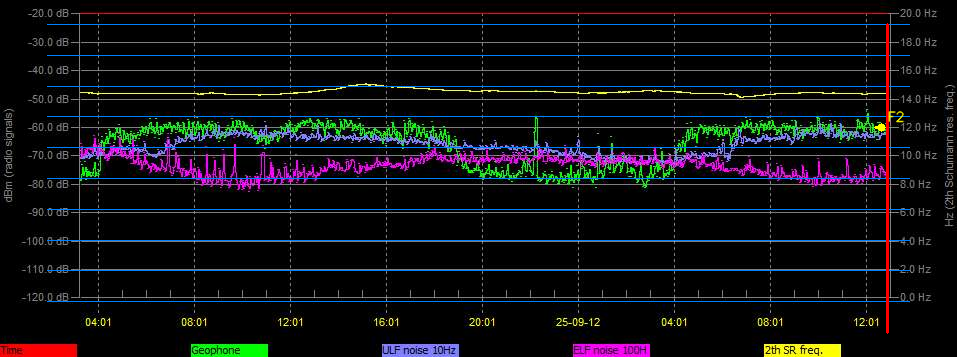 -20.0 dB 20.0 Hz
-30.0 dB 18.0 Hz
-40.0 dB 16.0 Hz
-50.0 dB 14.0 Hz
F2
-60.0 dB 12.0 Hz
-70.0 dB 10.0 Hz
-80.0 dB 8.0 Hz
-90.0 dB 6.0 Hz
-100.0 dB 4.0 Hz
-110.0 dB 2.0 Hz
-120.0 dB 0.0 Hz
dBm (radio signals)
Hz (2th Schumann res. freq.)
04:01 08:01 12:01 16:01 20:01 25-09-12 04:01 08:01 12:01
Time Geophone ULF noise 10Hz ELF noise 100H 2th SR freq.